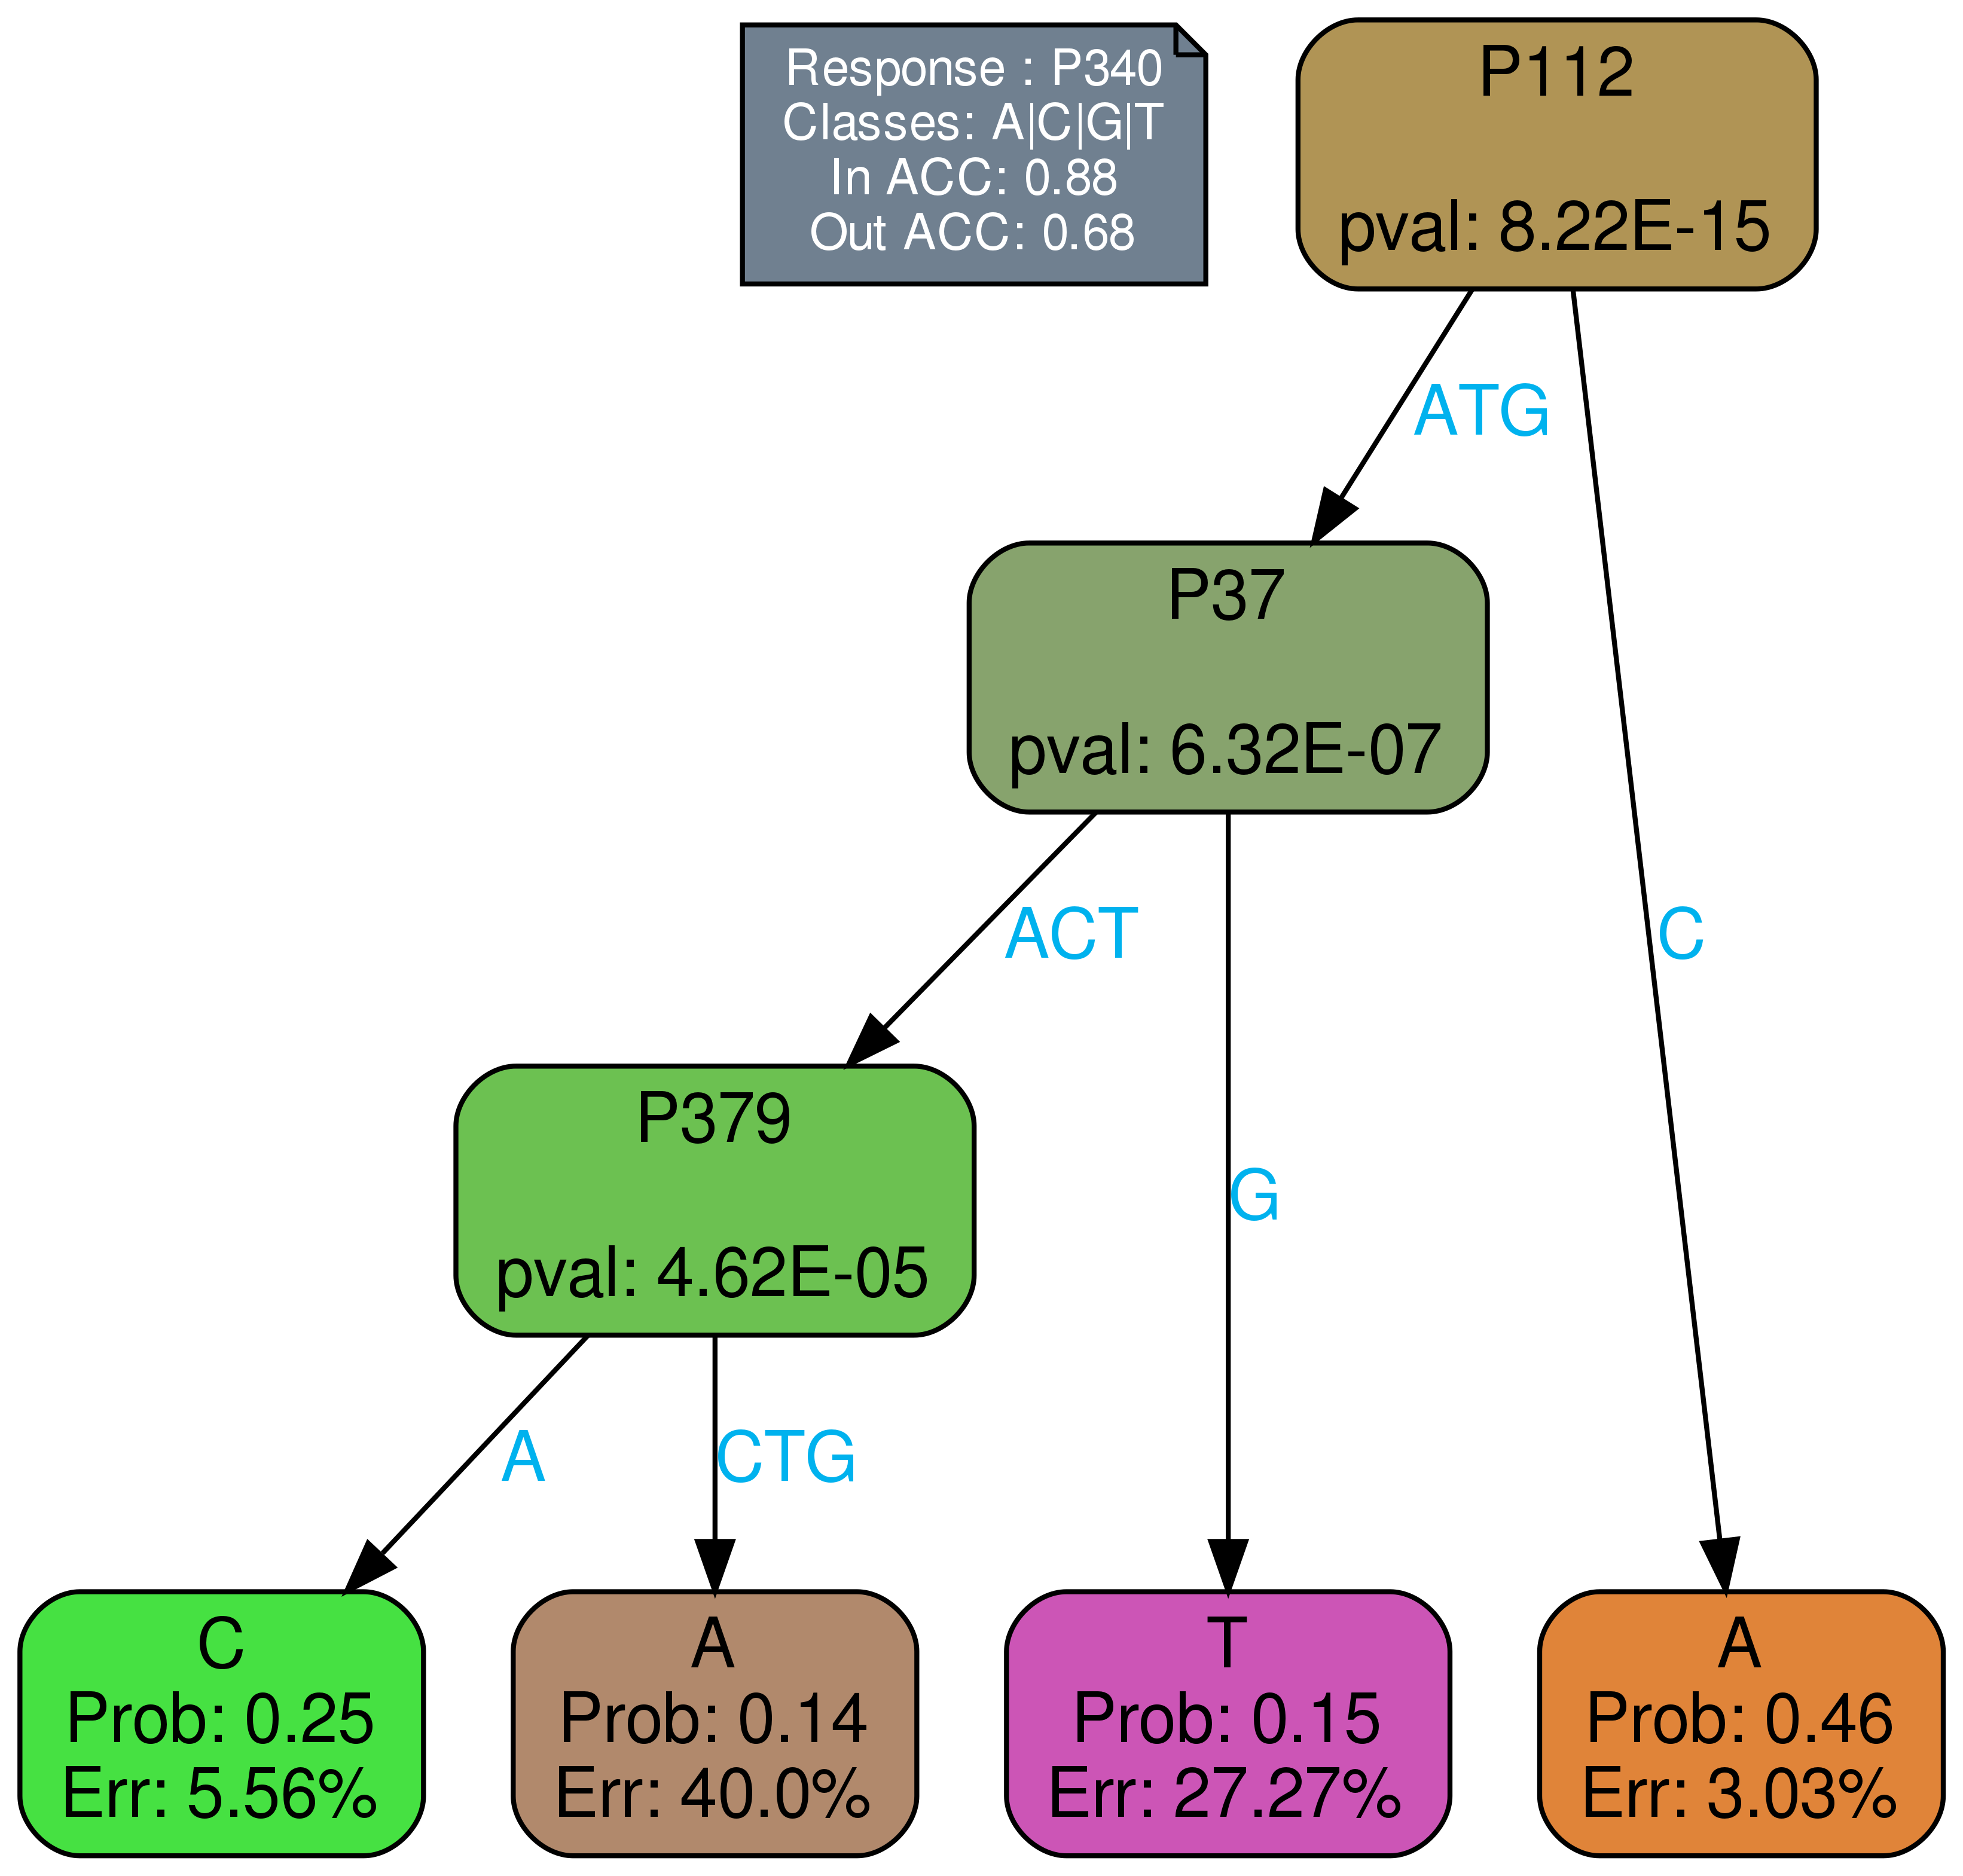 Response : P340
Classes: A|C|G|T
In ACC: 0.88
Out ACC: 0.68
P112
pval: 8.22E-15
ATG
P37
pval: 6.32E-07
ACT
C
P379
pval: 4.62E-05
G
A
CTG
C
Prob: 0.25
Err: 5.56%
A
Prob: 0.14
Err: 40.0%
T
Prob: 0.15
Err: 27.27%
A
Prob: 0.46
Err: 3.03%